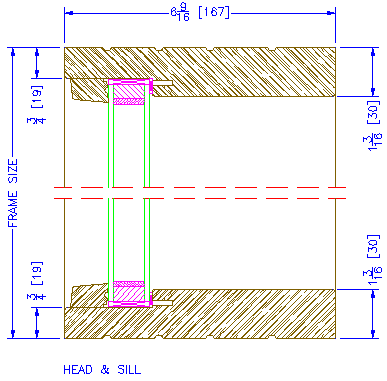 6 9/16 [167]
3/4 [19]
1 3/16 [30]
FRAME SIZE
3/4 [19]
1 3/16 [30]
HEAD & SILL